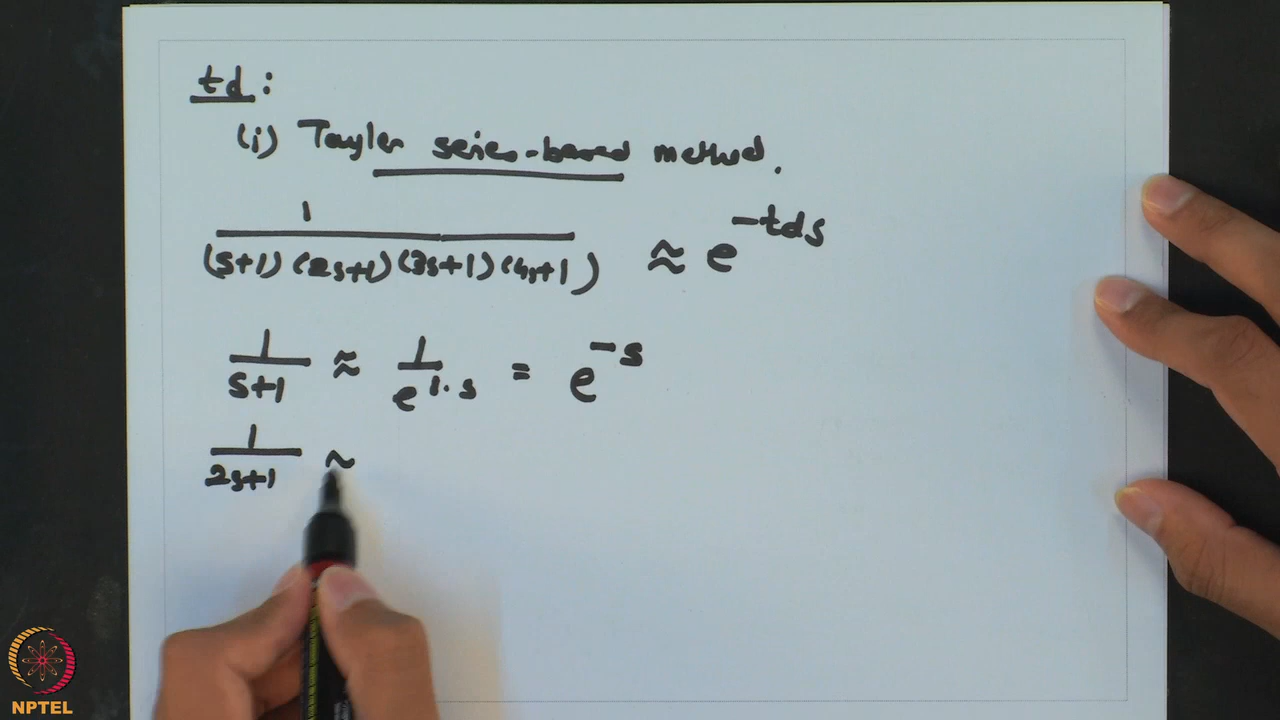 td:
(i) Tayler series-based method.
1
(s+1)(2s+1)(3s+1)(4s+1) ≈ e^-tds
1/s+1 ≈ 1/e^1.s = e^-s
1/2s+1 ≈
NPTEL